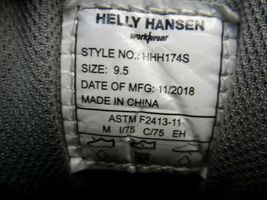 HELLY HANSEN
workwear
STYLE NO.: HHH174S
SIZE: 9.5
DATE OF MFG: 11/2018
MADE IN CHINA
ASTM F2413-11
M I/75 C/75 EH